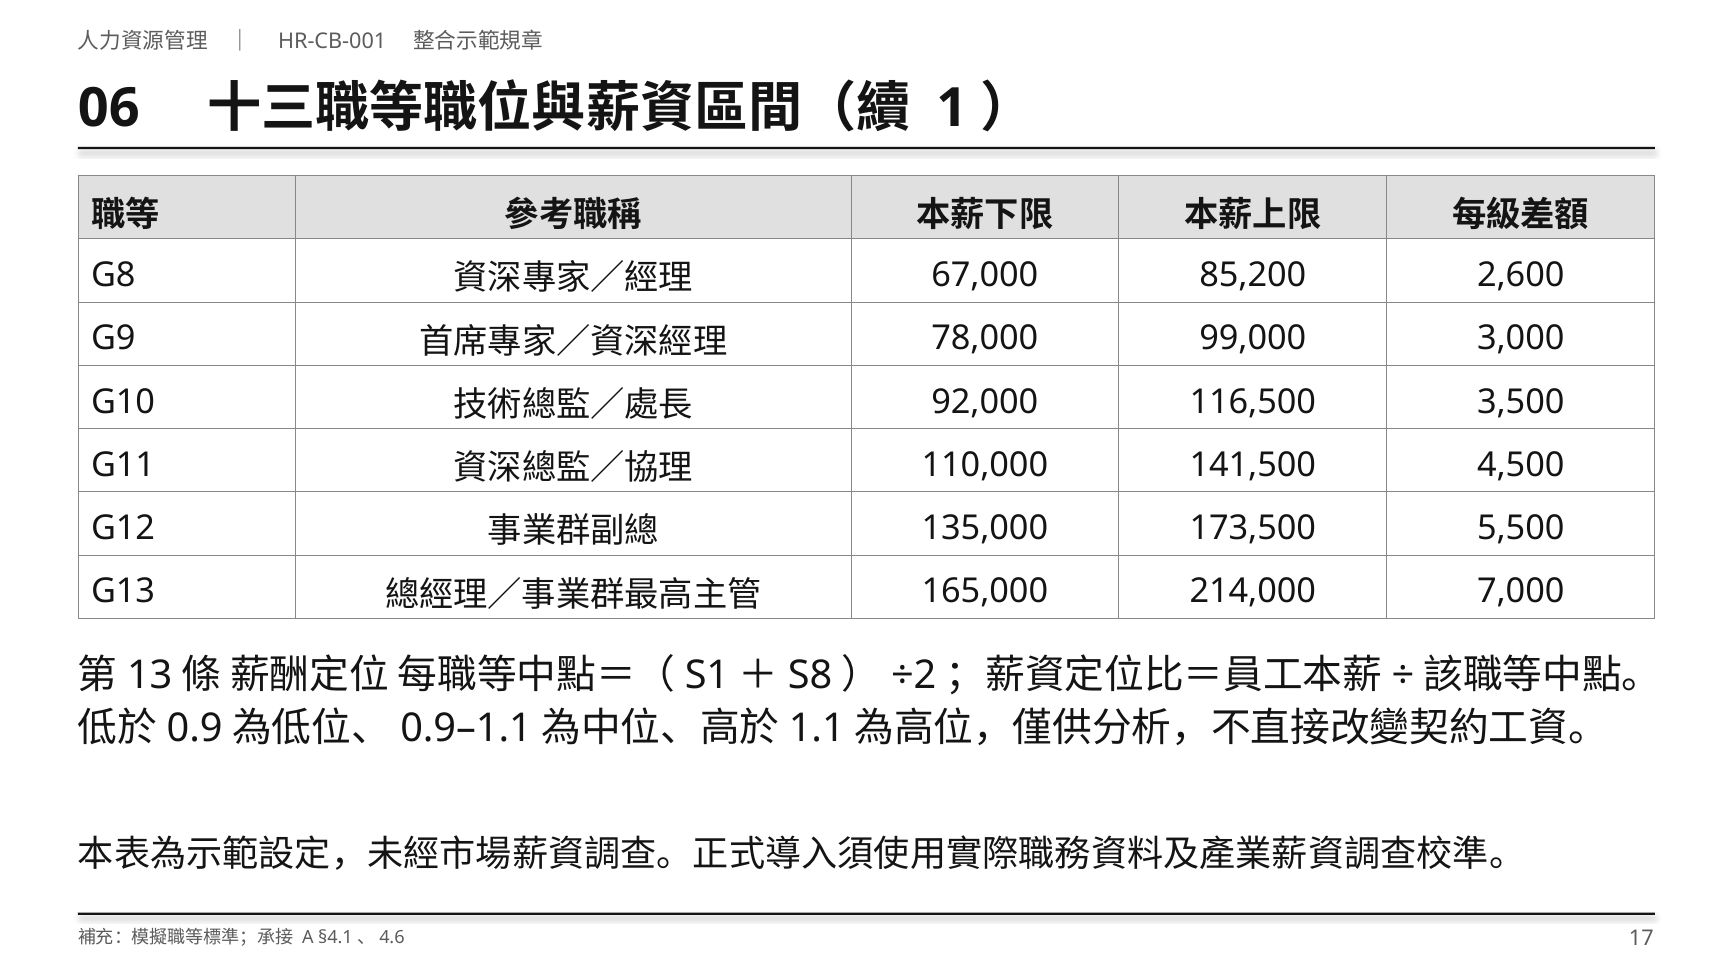 人力資源管理 ｜ HR-CB-001 整合示範規章
06 十三職等職位與薪資區間（續 1）
職等 參考職稱 本薪下限 本薪上限 每級差額
G8 資深專家／經理 67,000 85,200 2,600
G9 首席專家／資深經理 78,000 99,000 3,000
G10 技術總監／處長 92,000 116,500 3,500
G11 資深總監／協理 110,000 141,500 4,500
G12 事業群副總 135,000 173,500 5,500
G13 總經理／事業群最高主管 165,000 214,000 7,000
第 13 條 薪酬定位 每職等中點＝（S1 ＋ S8） ÷2；薪資定位比＝員工本薪 ÷ 該職等中點。
低於 0.9 為低位、 0.9–1.1 為中位、高於 1.1 為高位，僅供分析，不直接改變契約工資。
本表為示範設定，未經市場薪資調查。正式導入須使用實際職務資料及產業薪資調查校準。
補充：模擬職等標準；承接 A §4.1 、 4.6
17